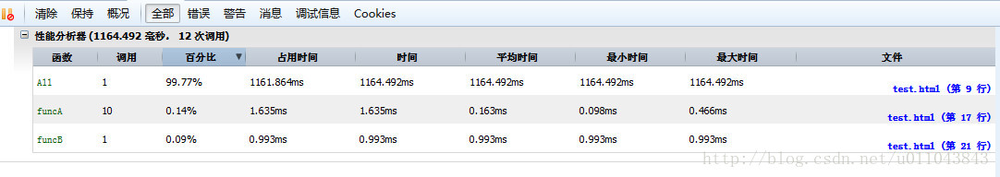 清除 保持 概况 全部 错误 警告 消息 调试信息 Cookies
性能分析器 (1164.492 毫秒， 12 次调用)
函数 调用 百分比 占用时间 时间 平均时间 最小时间 最大时间 文件
All 1 99.77% 1161.864ms 1164.492ms 1164.492ms 1164.492ms 1164.492ms test.html (第 9 行)
funcA 10 0.14% 1.635ms 1.635ms 0.163ms 0.098ms 0.466ms test.html (第 17 行)
funcB 1 0.09% 0.993ms 0.993ms 0.993ms 0.993ms 0.993ms test.html (第 21 行)
http://blog.csdn.net/u011043843